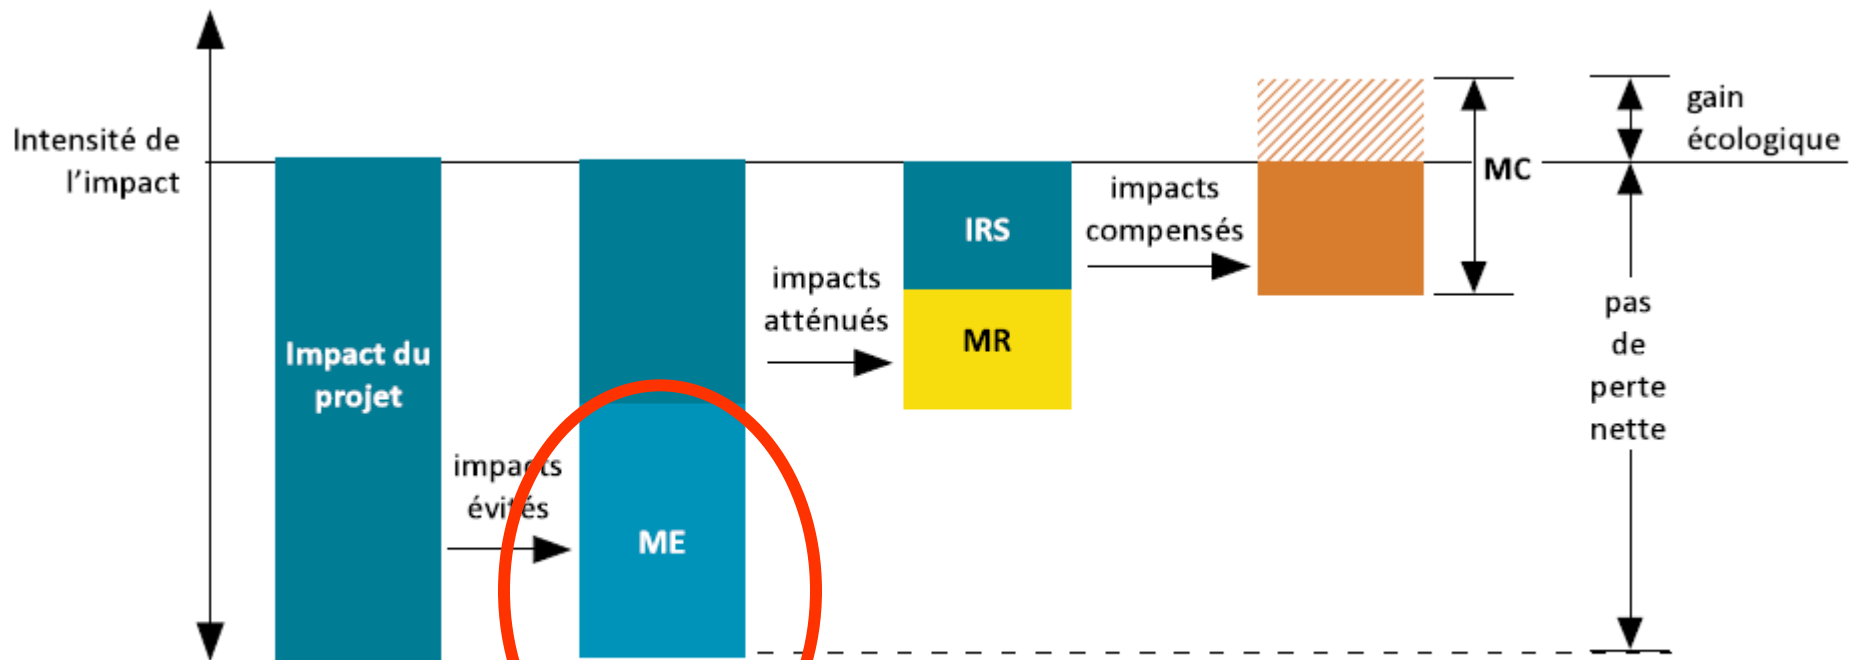 Intensité de
l'impact
Impact du
projet
impacts
évités
ME
impacts
atténués
IRS
MR
impacts
compensés
MC
gain
écologique
pas
de
perte
nette